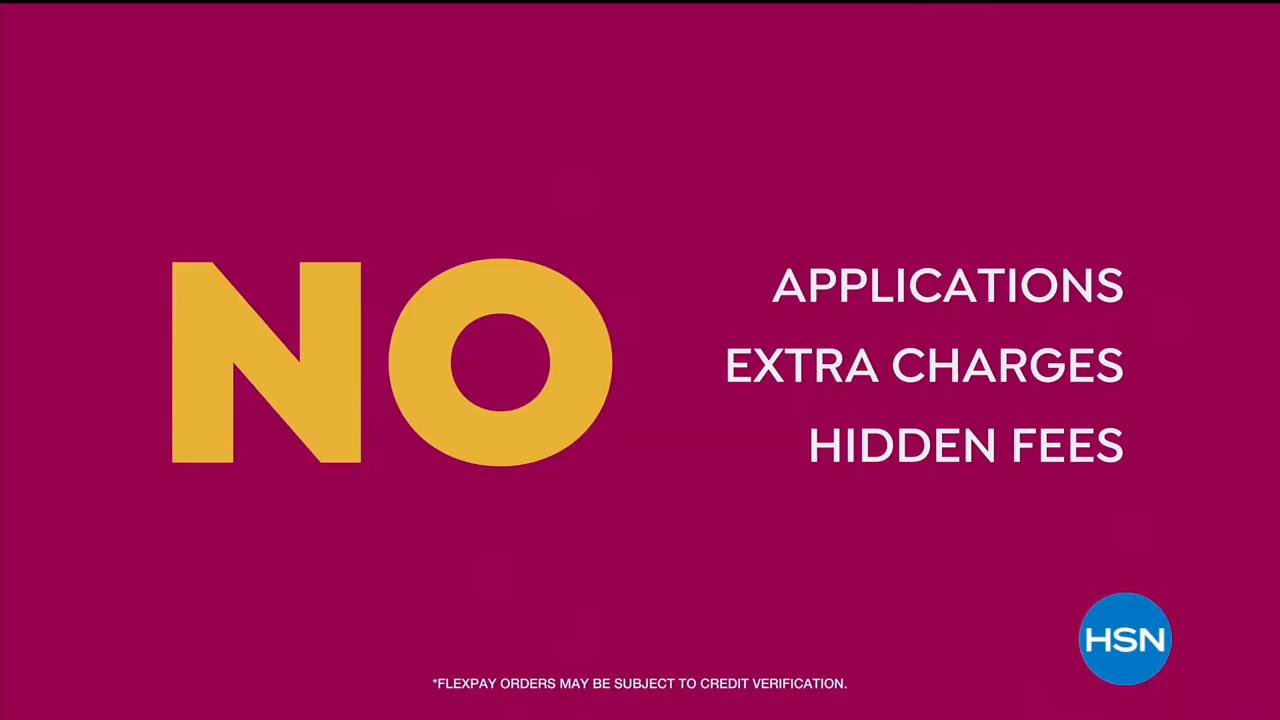 NO
APPLICATIONS
EXTRA CHARGES
HIDDEN FEES
HSN
*FLEXPAY ORDERS MAY BE SUBJECT TO CREDIT VERIFICATION.